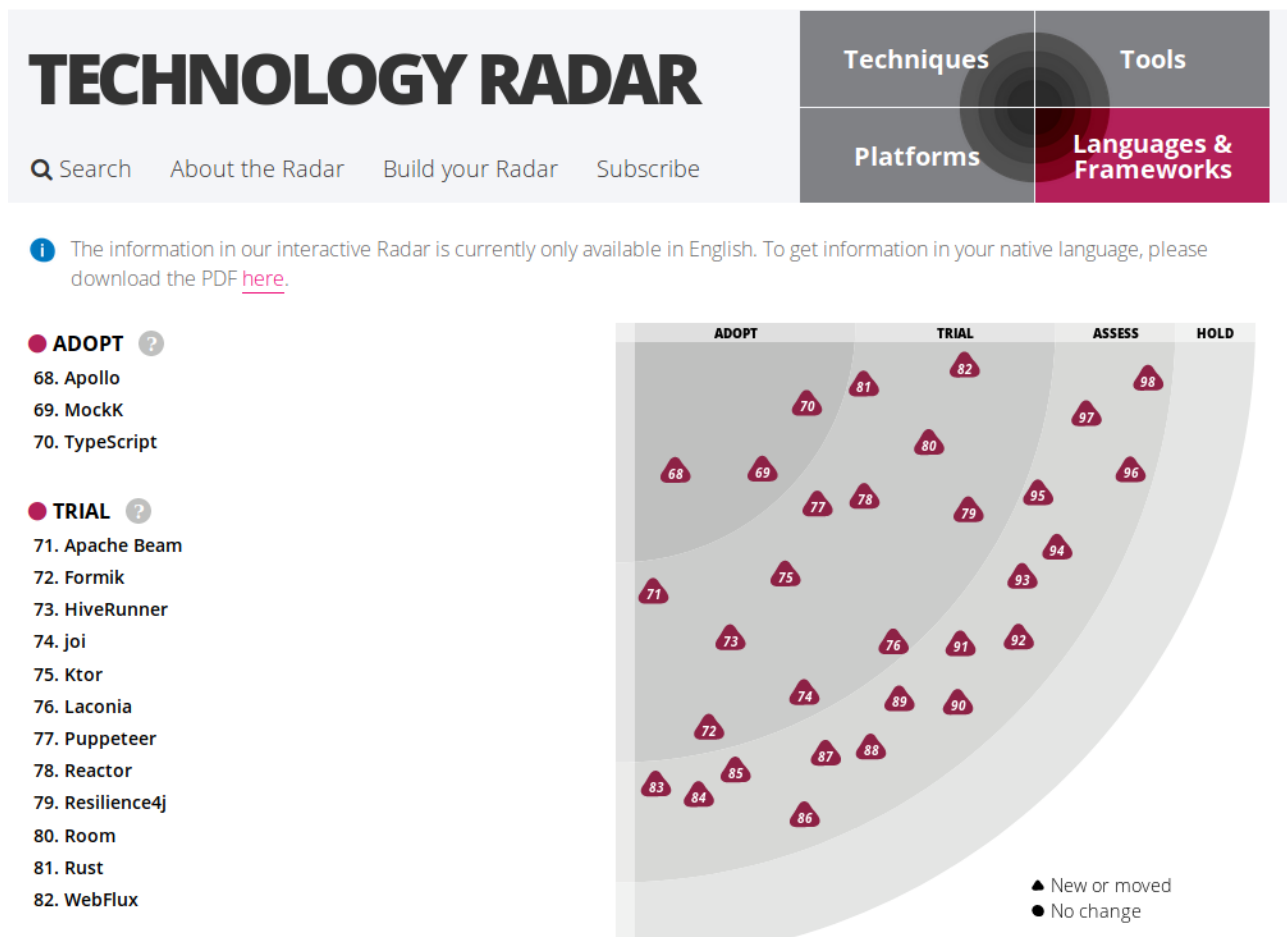 TECHNOLOGY RADAR
Search About the Radar Build your Radar Subscribe
Techniques Tools
Platforms Languages & Frameworks
The information in our interactive Radar is currently only available in English. To get information in your native language, please
download the PDF here.
ADOPT ?
68. Apollo
69. MockK
70. TypeScript
TRIAL ?
71. Apache Beam
72. Formik
73. HiveRunner
74. joi
75. Ktor
76. Laconia
77. Puppeteer
78. Reactor
79. Resilience4j
80. Room
81. Rust
82. WebFlux
ADOPT TRIAL ASSESS HOLD
82
98
81
70
97
80
68 69
96
77 78
95
79
94
75
93
71
73
76 91 92
74
89 90
72
87 88
85
83
84
86
New or moved
No change